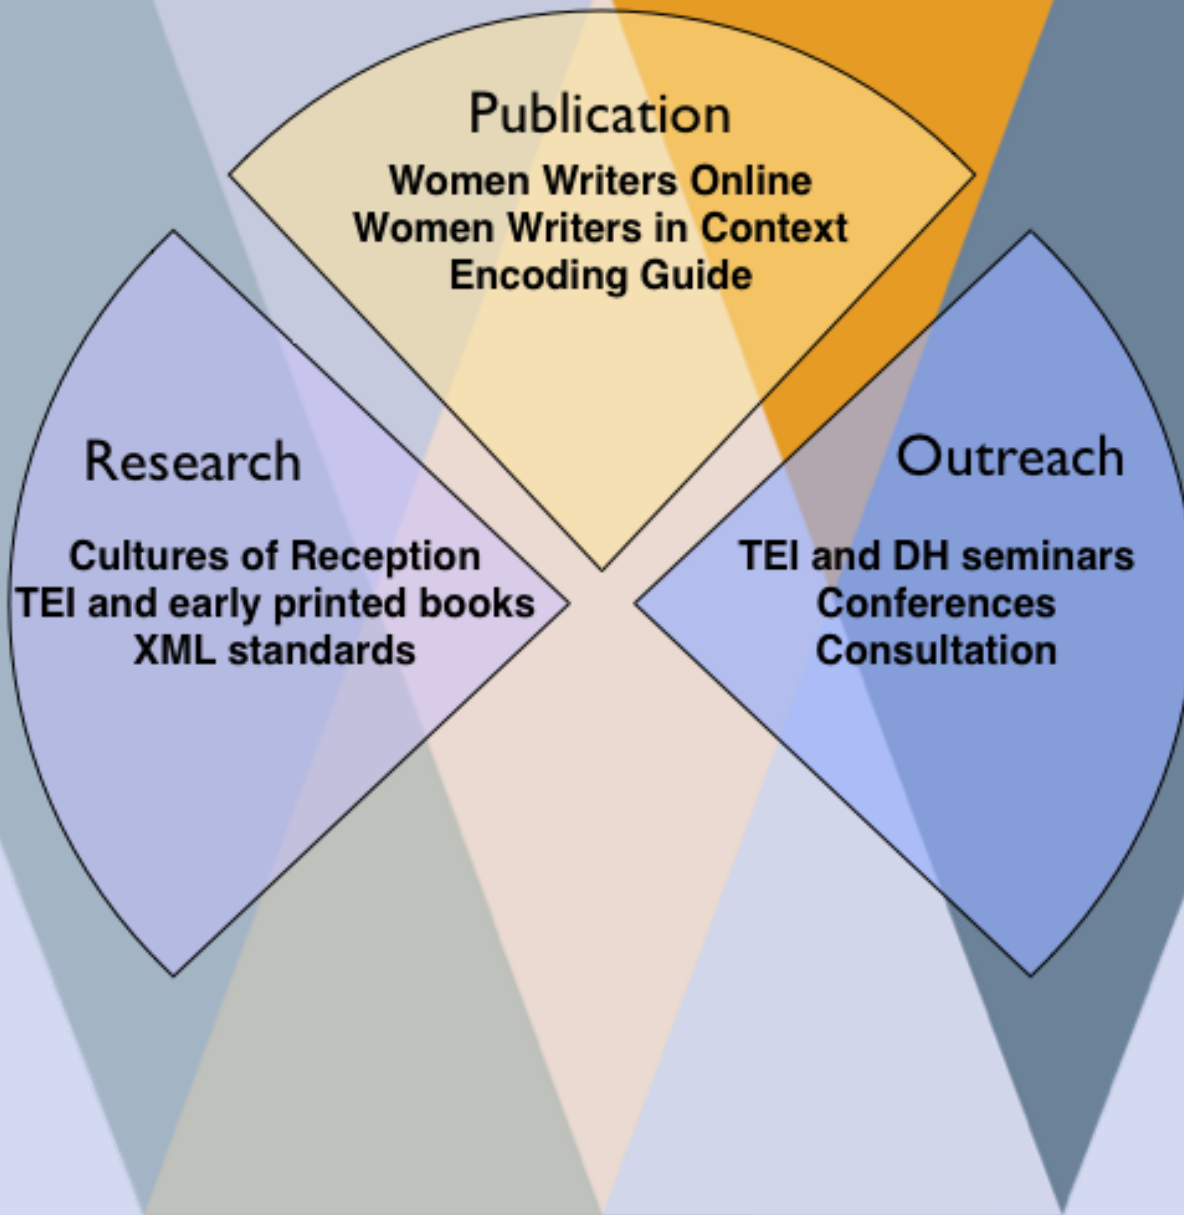 Publication
Women Writers Online
Women Writers in Context
Encoding Guide
Research
Cultures of Reception
TEI and early printed books
XML standards
Outreach
TEI and DH seminars
Conferences
Consultation